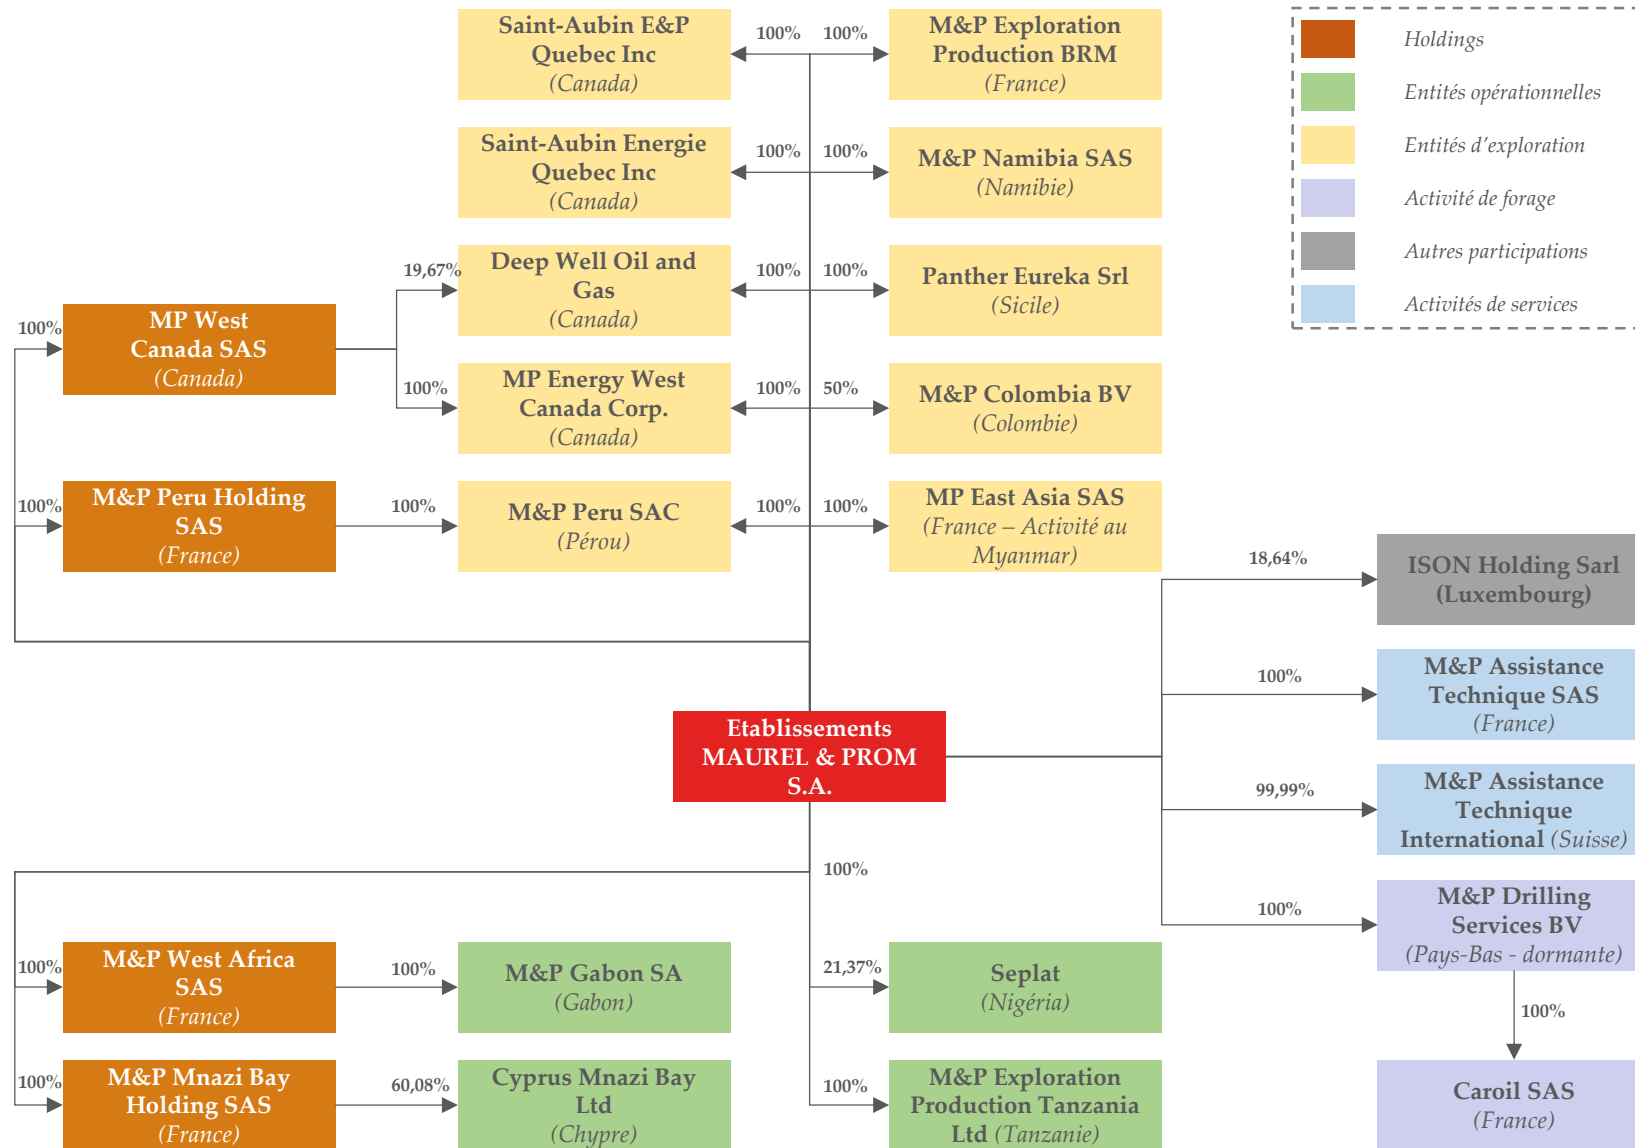 Saint-Aubin E&P
Quebec Inc
(Canada)
100%
100%
M&P Exploration
Production BRM
(France)
Holdings
Entités opérationnelles
Entités d'exploration
Activité de forage
Autres participations
Activités de services
Saint-Aubin Energie
Quebec Inc
(Canada)
100%
100%
M&P Namibia SAS
(Namibie)
19,67%
Deep Well Oil and
Gas
(Canada)
100%
100%
Panther Eureka Srl
(Sicile)
100%
MP West
Canada SAS
(Canada)
100%
MP Energy West
Canada Corp.
(Canada)
100%
50%
M&P Colombia BV
(Colombie)
100%
M&P Peru Holding
SAS
(France)
100%
M&P Peru SAC
(Pérou)
100%
100%
MP East Asia SAS
(France – Activité au
Myanmar)
18,64%
ISON Holding Sarl
(Luxembourg)
100%
M&P Assistance
Technique SAS
(France)
Etablissements
MAUREL & PROM
S.A.
99,99%
M&P Assistance
Technique
International (Suisse)
100%
100%
M&P Drilling
Services BV
(Pays-Bas - dormante)
100%
M&P West Africa
SAS
(France)
100%
M&P Gabon SA
(Gabon)
21,37%
Seplat
(Nigéria)
100%
100%
M&P Mnazi Bay
Holding SAS
(France)
60,08%
Cyprus Mnazi Bay
Ltd
(Chypre)
100%
M&P Exploration
Production Tanzania
Ltd (Tanzanie)
Caroil SAS
(France)